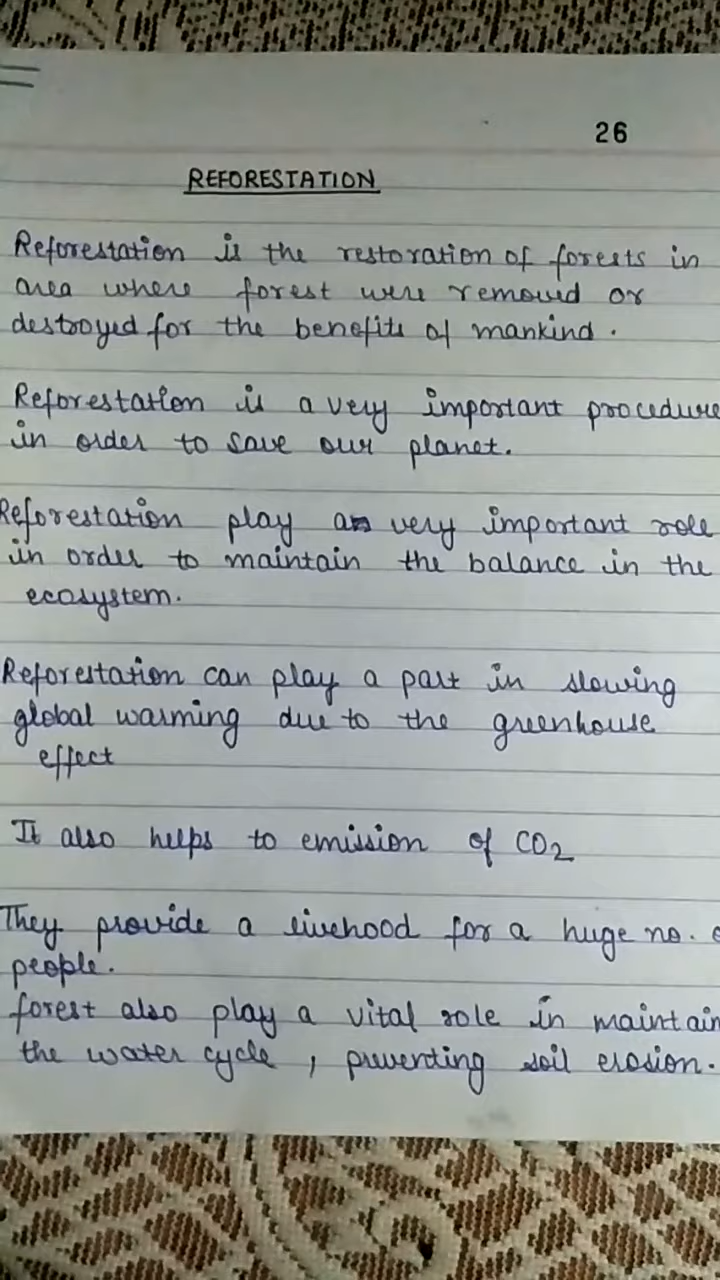 26
REFORESTATION
Reforestation is the restoration of forests in
area where forest were removed or
destroyed for the benefits of mankind.
Reforestation is a very important procedure
in order to save our planet.
Reforestation play a very important role
in order to maintain the balance in the
ecosystem.
Reforestation can play a part in slowing
global warming due to the greenhouse
effect
It also helps to emission of CO2
They provide a livehood for a huge no.
people.
forest also play a vital role in maintain
the water cycle, preventing soil erosion.